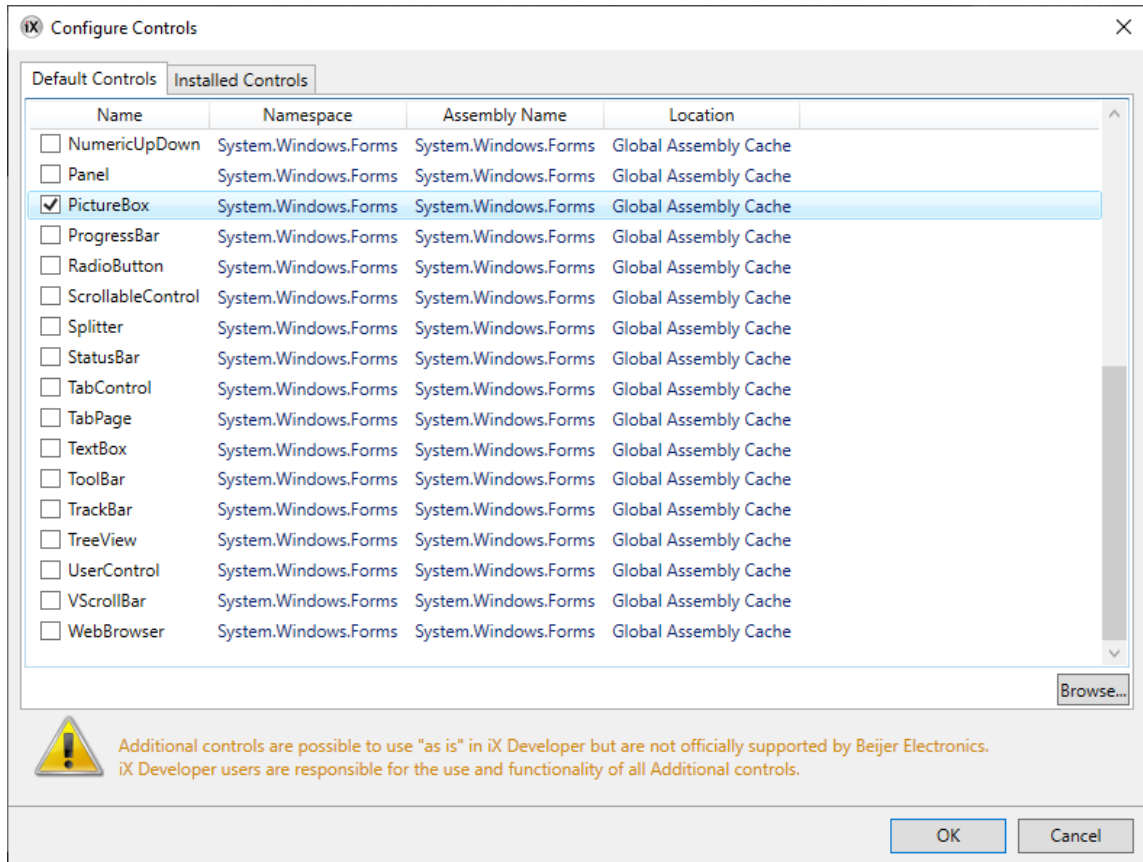 iX Configure Controls
Default Controls Installed Controls
Name Namespace Assembly Name Location
NumericUpDown System.Windows.Forms System.Windows.Forms Global Assembly Cache
Panel System.Windows.Forms System.Windows.Forms Global Assembly Cache
PictureBox System.Windows.Forms System.Windows.Forms Global Assembly Cache
ProgressBar System.Windows.Forms System.Windows.Forms Global Assembly Cache
RadioButton System.Windows.Forms System.Windows.Forms Global Assembly Cache
ScrollableControl System.Windows.Forms System.Windows.Forms Global Assembly Cache
Splitter System.Windows.Forms System.Windows.Forms Global Assembly Cache
StatusBar System.Windows.Forms System.Windows.Forms Global Assembly Cache
TabControl System.Windows.Forms System.Windows.Forms Global Assembly Cache
TabPage System.Windows.Forms System.Windows.Forms Global Assembly Cache
TextBox System.Windows.Forms System.Windows.Forms Global Assembly Cache
ToolBar System.Windows.Forms System.Windows.Forms Global Assembly Cache
TrackBar System.Windows.Forms System.Windows.Forms Global Assembly Cache
TreeView System.Windows.Forms System.Windows.Forms Global Assembly Cache
UserControl System.Windows.Forms System.Windows.Forms Global Assembly Cache
VScrollBar System.Windows.Forms System.Windows.Forms Global Assembly Cache
WebBrowser System.Windows.Forms System.Windows.Forms Global Assembly Cache
Browse...
Additional controls are possible to use "as is" in iX Developer but are not officially supported by Beijer Electronics.
iX Developer users are responsible for the use and functionality of all Additional controls.
OK Cancel